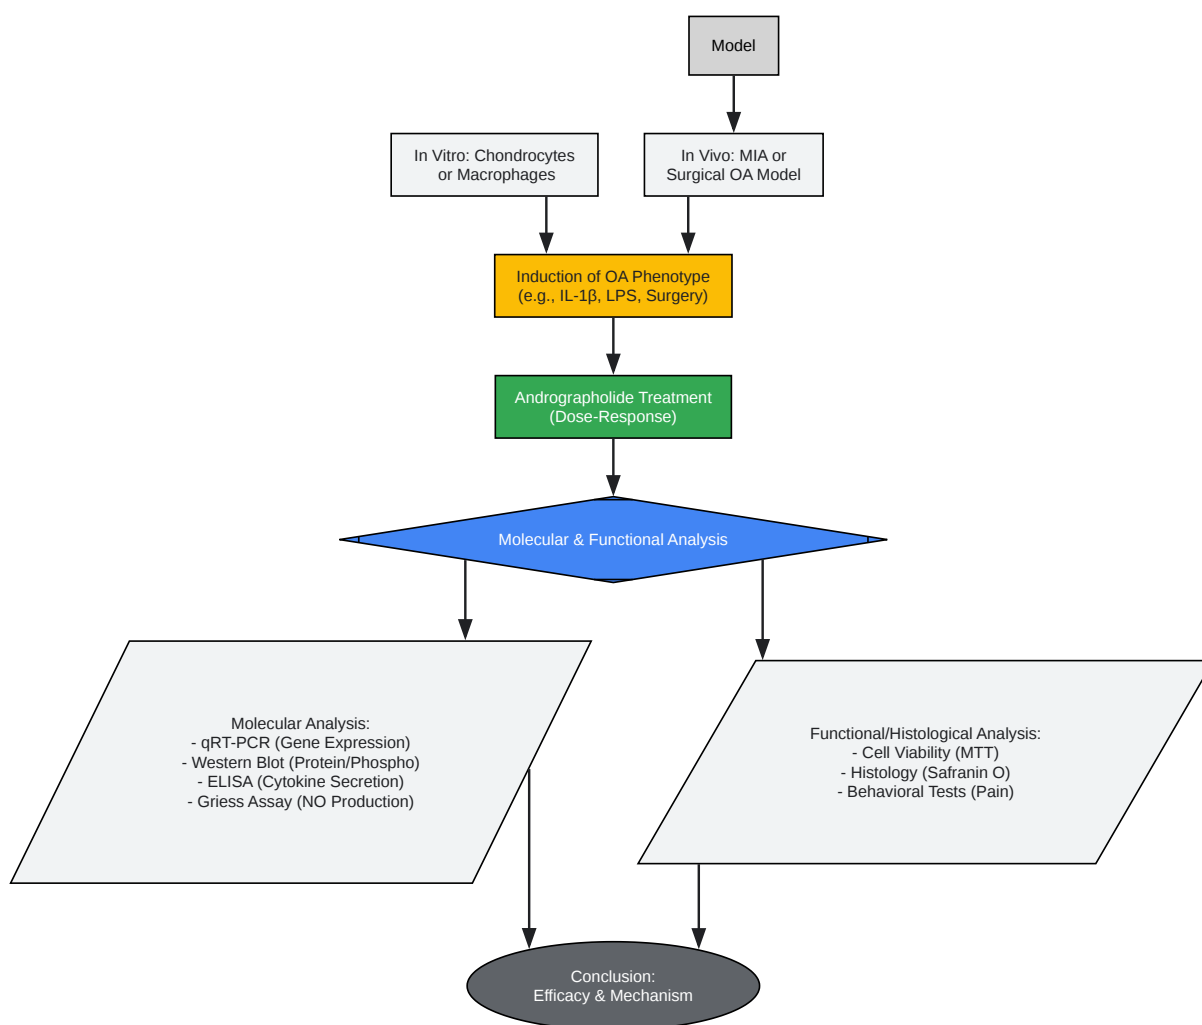 Model
In Vitro: Chondrocytes
or Macrophages
In Vivo: MIA or
Surgical OA Model
Induction of OA Phenotype
(e.g., IL-1β, LPS, Surgery)
Andrographolide Treatment
(Dose-Response)
Molecular & Functional Analysis
Molecular Analysis:
- qRT-PCR (Gene Expression)
- Western Blot (Protein/Phospho)
- ELISA (Cytokine Secretion)
- Griess Assay (NO Production)
Functional/Histological Analysis:
- Cell Viability (MTT)
- Histology (Safranin O)
- Behavioral Tests (Pain)
Conclusion:
Efficacy & Mechanism